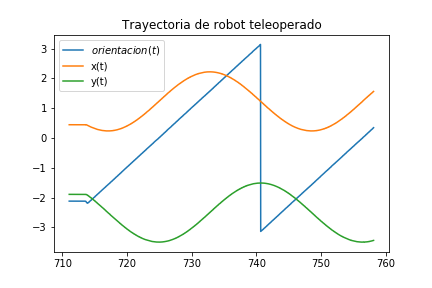 Trayectoria de robot teleoperado
orientacion(t)
x(t)
y(t)
3
2
1
0
−1
−2
−3
710 720 730 740 750 760